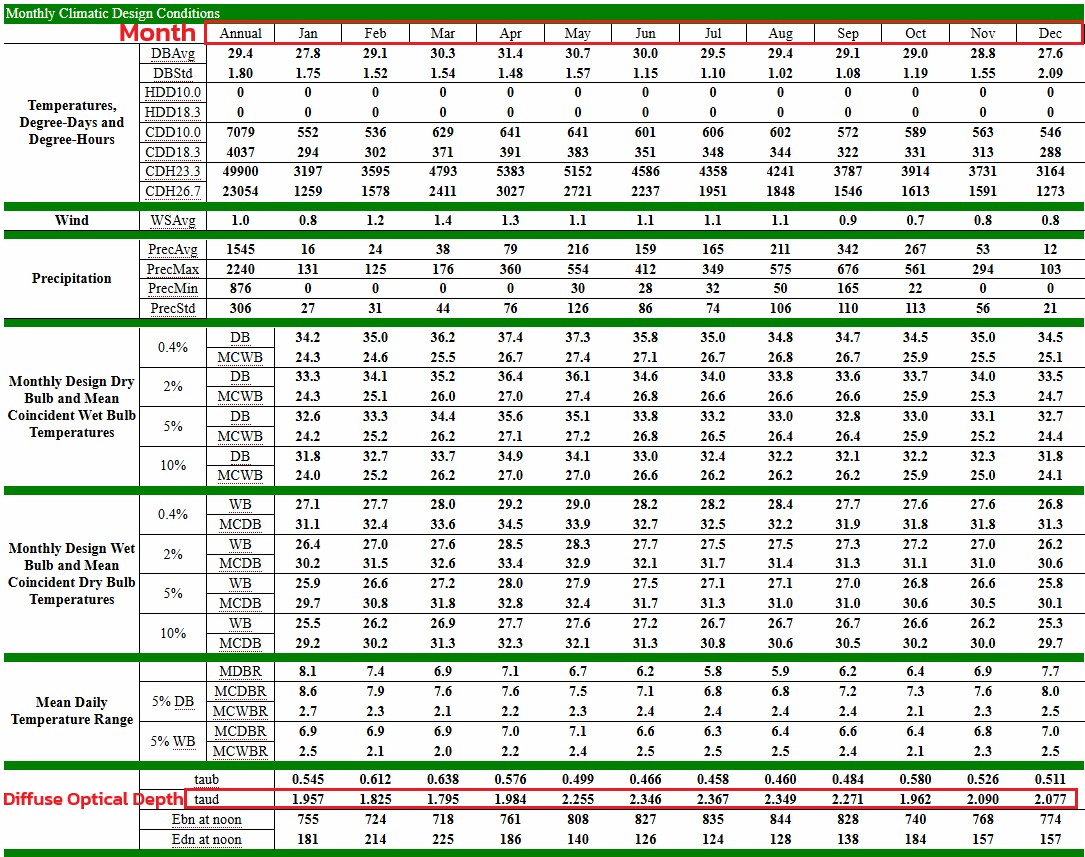 Monthly Climatic Design Conditions
Month Annual Jan Feb Mar Apr May Jun Jul Aug Sep Oct Nov Dec
Temperatures, Degree-Days and Degree-Hours
DBAvg 29.4 27.8 29.1 30.3 31.4 30.7 30.0 29.5 29.4 29.1 29.0 28.8 27.6
DBStd 1.80 1.75 1.52 1.54 1.48 1.57 1.15 1.10 1.02 1.08 1.19 1.55 2.09
HDD10.0 0 0 0 0 0 0 0 0 0 0 0 0 0
HDD18.3 0 0 0 0 0 0 0 0 0 0 0 0 0
CDD10.0 7079 552 536 629 641 641 601 606 602 572 589 563 546
CDD18.3 4037 294 302 371 391 383 351 348 344 322 331 313 288
CDH23.3 49900 3197 3595 4793 5383 5152 4586 4358 4241 3787 3914 3731 3164
CDH26.7 23054 1259 1578 2411 3027 2721 2237 1951 1848 1546 1613 1591 1273
Wind WSAvg 1.0 0.8 1.2 1.4 1.3 1.1 1.1 1.1 1.1 0.9 0.7 0.8 0.8
Precipitation
PrecAvg 1545 16 24 38 79 216 159 165 211 342 267 53 12
PrecMax 2240 131 125 176 360 554 412 349 575 676 561 294 103
PrecMin 876 0 0 0 0 30 28 32 50 165 22 0 0
PrecStd 306 27 31 44 76 126 86 74 106 110 113 56 21
Monthly Design Dry Bulb and Mean Coincident Wet Bulb Temperatures
0.4% DB 34.2 35.0 36.2 37.4 37.3 35.8 35.0 34.8 34.7 34.5 35.0 34.5
MCWB 24.3 24.6 25.5 26.7 27.4 27.1 26.7 26.8 26.7 25.9 25.5 25.1
2% DB 33.3 34.1 35.2 36.4 36.1 34.6 34.0 33.8 33.6 33.7 34.0 33.5
MCWB 24.3 25.1 26.0 27.0 27.4 26.8 26.6 26.6 26.6 25.9 25.3 24.7
5% DB 32.6 33.3 34.4 35.6 35.1 33.8 33.2 33.0 32.8 33.0 33.1 32.7
MCWB 24.2 25.2 26.2 27.1 27.2 26.8 26.5 26.4 26.4 25.9 25.2 24.4
10% DB 31.8 32.7 33.7 34.9 34.1 33.0 32.4 32.2 32.1 32.2 32.3 31.8
MCWB 24.0 25.2 26.2 27.0 27.0 26.6 26.2 26.2 26.2 25.9 25.0 24.1
Monthly Design Wet Bulb and Mean Coincident Dry Bulb Temperatures
0.4% WB 27.1 27.7 28.0 29.2 29.0 28.2 28.2 28.4 27.7 27.6 27.6 26.8
MCDB 31.1 32.4 33.6 34.5 33.9 32.7 32.5 32.2 31.9 31.8 31.8 31.3
2% WB 26.4 27.0 27.6 28.5 28.3 27.7 27.5 27.5 27.3 27.2 27.0 26.2
MCDB 30.2 31.5 32.6 33.4 32.9 32.1 31.7 31.4 31.3 31.1 31.0 30.6
5% WB 25.9 26.6 27.2 28.0 27.9 27.5 27.1 27.1 27.0 26.8 26.6 25.8
MCDB 29.7 30.8 31.8 32.8 32.4 31.7 31.3 31.0 31.0 30.6 30.5 30.1
10% WB 25.5 26.2 26.9 27.7 27.6 27.2 26.7 26.7 26.7 26.6 26.2 25.3
MCDB 29.2 30.2 31.3 32.3 32.1 31.3 30.8 30.6 30.5 30.2 30.0 29.7
Mean Daily Temperature Range
MDBR 8.1 7.4 6.9 7.1 6.7 6.2 5.8 5.9 6.2 6.4 6.9 7.7
5% DB MCDBR 8.6 7.9 7.6 7.6 7.5 7.1 6.8 6.8 7.2 7.3 7.6 8.0
MCWBR 2.7 2.3 2.1 2.2 2.3 2.4 2.4 2.4 2.4 2.1 2.3 2.5
5% WB MCDBR 6.9 6.9 6.9 7.0 7.1 6.6 6.3 6.4 6.6 6.4 6.8 7.0
MCWBR 2.5 2.1 2.0 2.2 2.4 2.5 2.5 2.5 2.4 2.1 2.3 2.5
taub 0.545 0.612 0.638 0.576 0.499 0.466 0.458 0.460 0.484 0.580 0.526 0.511
Diffuse Optical Depth taud 1.957 1.825 1.795 1.984 2.255 2.346 2.367 2.349 2.271 1.962 2.090 2.077
Ebn at noon 755 724 718 761 808 827 835 844 828 740 768 774
Edn at noon 181 214 225 186 140 126 124 128 138 184 157 157